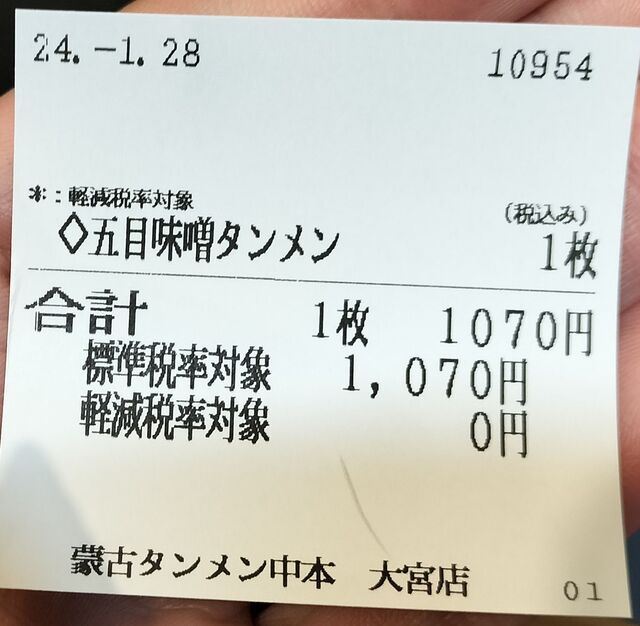 24.-1.28 10954
*:軽減税率対象 (税込み)
◇五目味噌タンメン 1枚
合計 1枚 1070円
標準税率対象 1,070円
軽減税率対象 0円
蒙古タンメン中本 大宮店 01